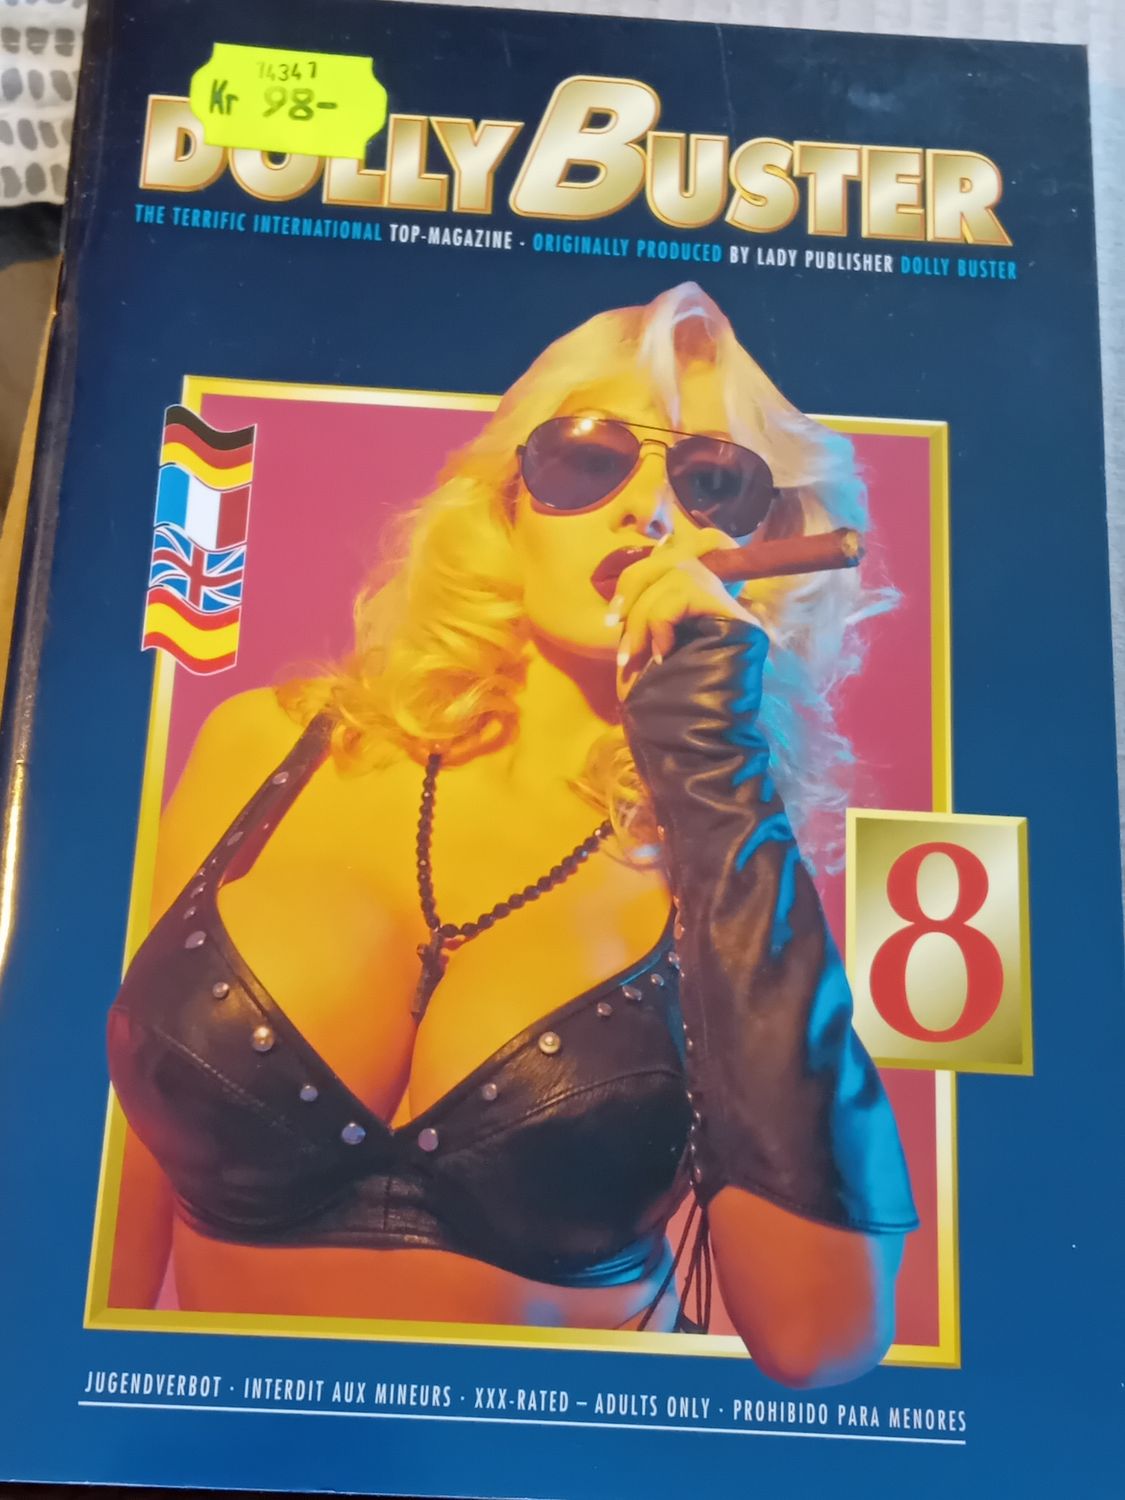 14347
Kr 98-
DOLLY BUSTER
THE TERRIFIC INTERNATIONAL TOP-MAGAZINE · ORIGINALLY PRODUCED BY LADY PUBLISHER DOLLY BUSTER
8
JUGENDVERBOT · INTERDIT AUX MINEURS · XXX-RATED – ADULTS ONLY · PROHIBIDO PARA MENORES